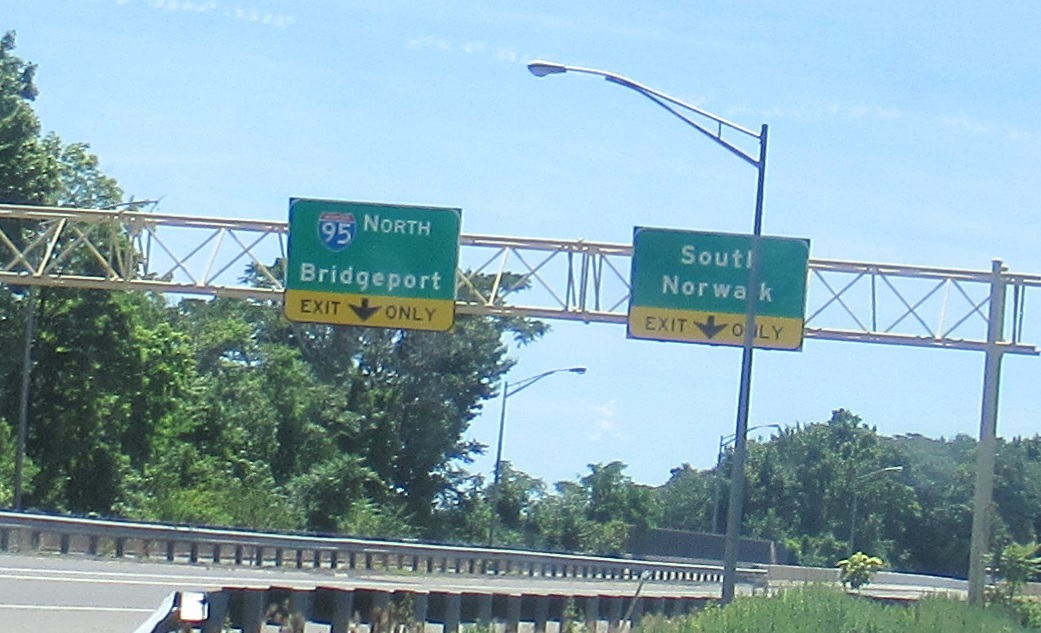 95 NORTH
Bridgeport
EXIT ONLY
South
Norwalk
EXIT ONLY